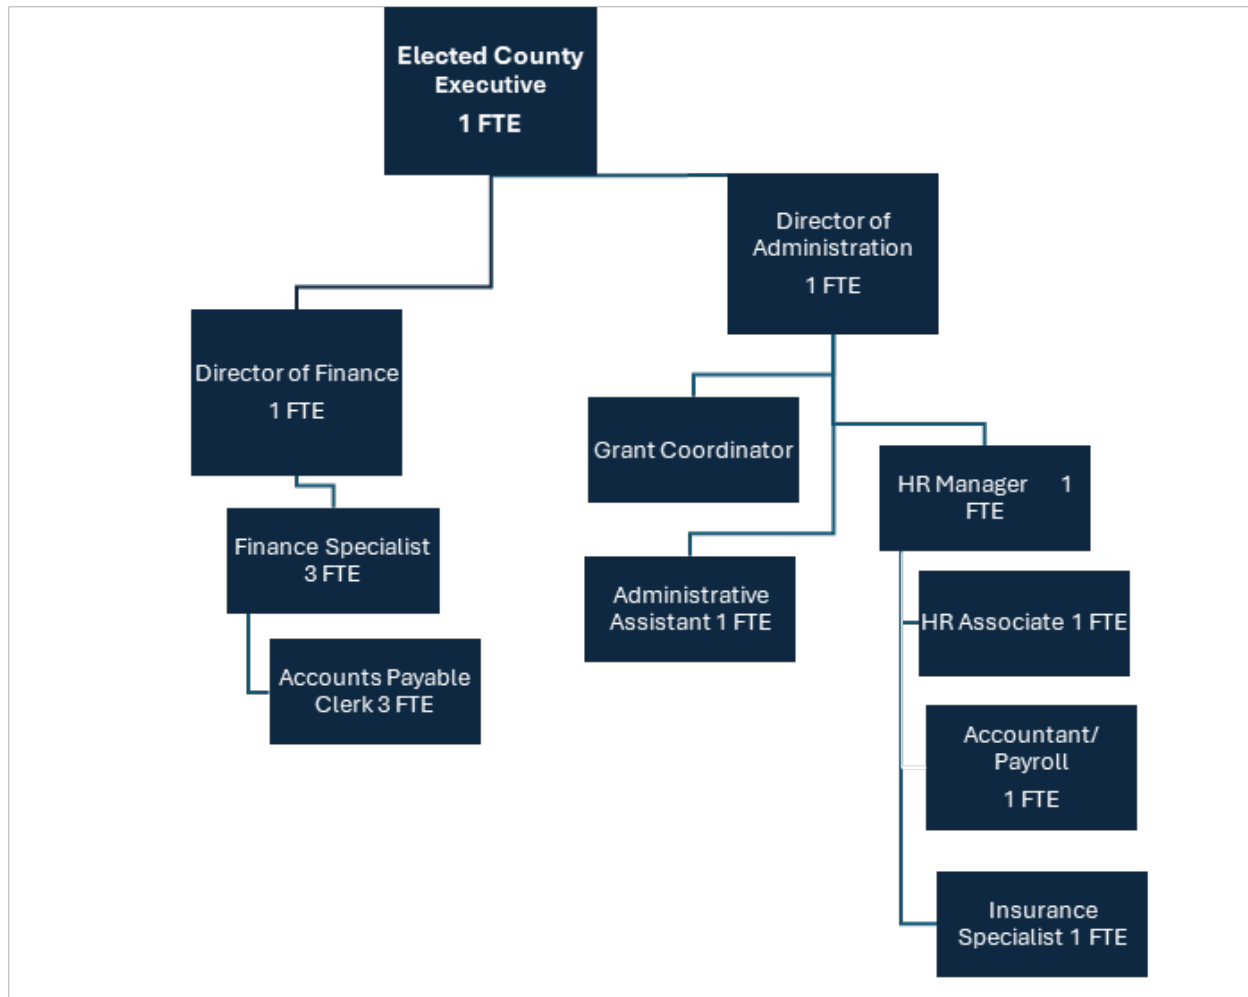 Elected County
Executive
1 FTE
Director of
Administration
1 FTE
Director of Finance
1 FTE
Grant Coordinator
HR Manager 1
FTE
Finance Specialist
3 FTE
Administrative
Assistant 1 FTE
HR Associate 1 FTE
Accounts Payable
Clerk 3 FTE
Accountant/
Payroll
1 FTE
Insurance
Specialist 1 FTE